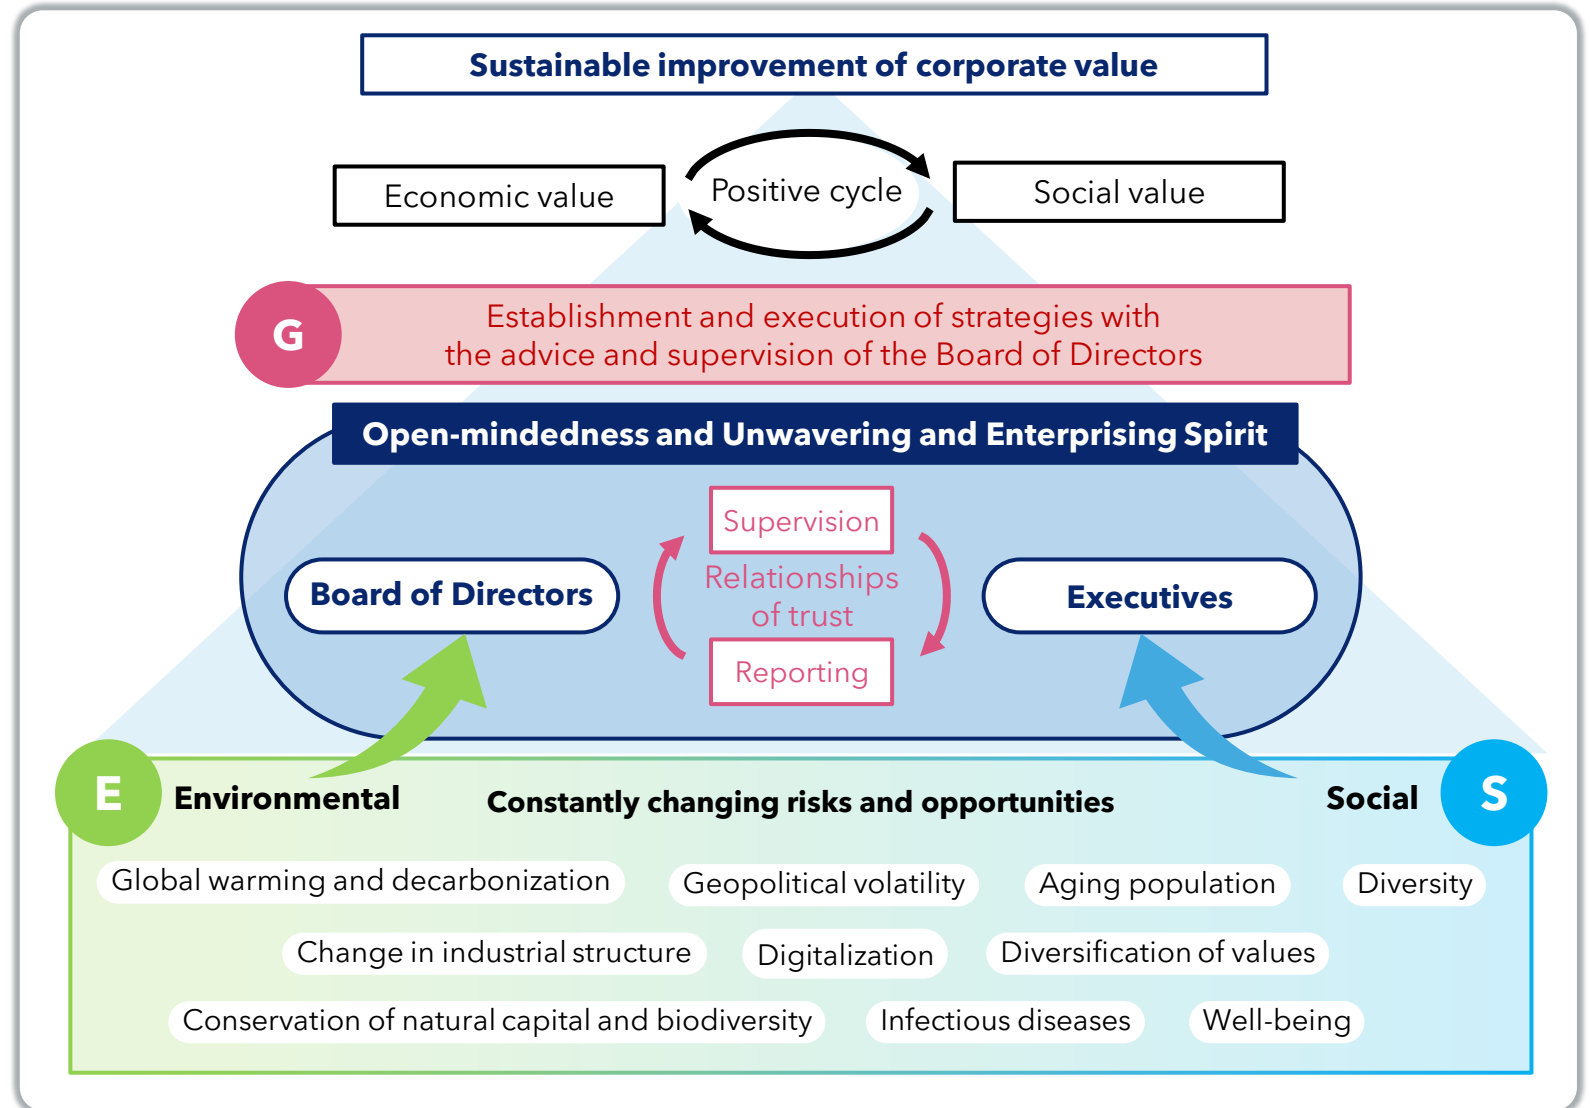 Sustainable improvement of corporate value
Economic value
Positive cycle
Social value
G
Establishment and execution of strategies with
the advice and supervision of the Board of Directors
Open-mindedness and Unwavering and Enterprising Spirit
Supervision
Board of Directors
Relationships
of trust
Executives
Reporting
E
Environmental
Constantly changing risks and opportunities
Social
S
Global warming and decarbonization
Geopolitical volatility
Aging population
Diversity
Change in industrial structure
Digitalization
Diversification of values
Conservation of natural capital and biodiversity
Infectious diseases
Well-being